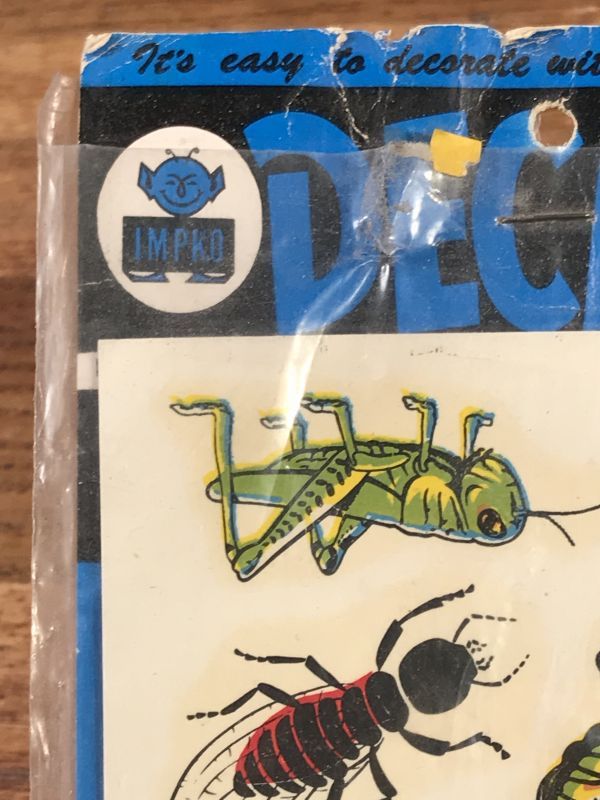 It's easy to decorate wit
DEC
IMPKO